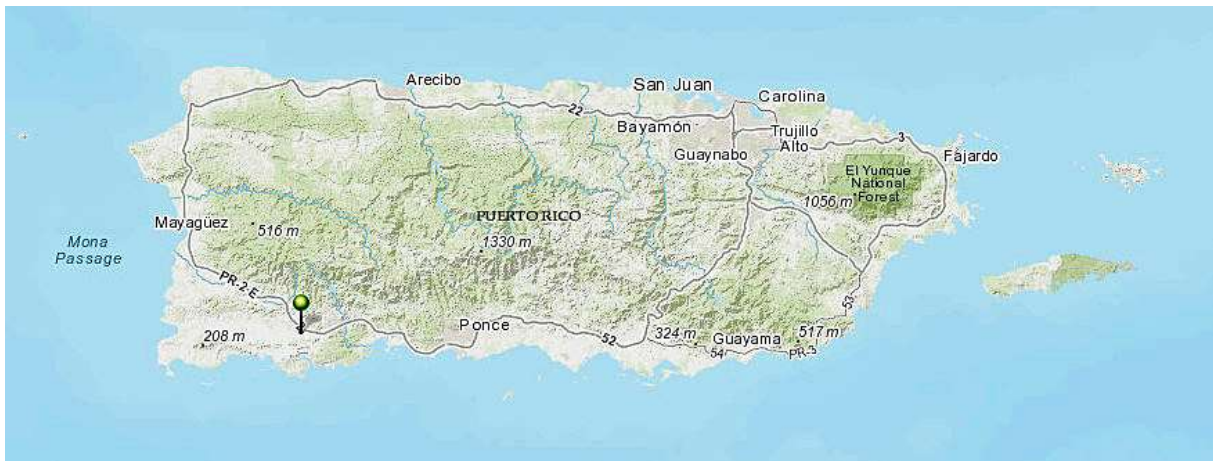 Arecibo
San Juan
Carolina
22
Bayamón
Trujillo
Alto
3
Guaynabo
Fajardo
El Yunque
National
Forest
1056 m
PUERTO RICO
Mayagüez
516 m
1330 m
Mona
Passage
PR-2-E
53
208 m
Ponce
52
324 m
Guayama
517 m
54
PR-3